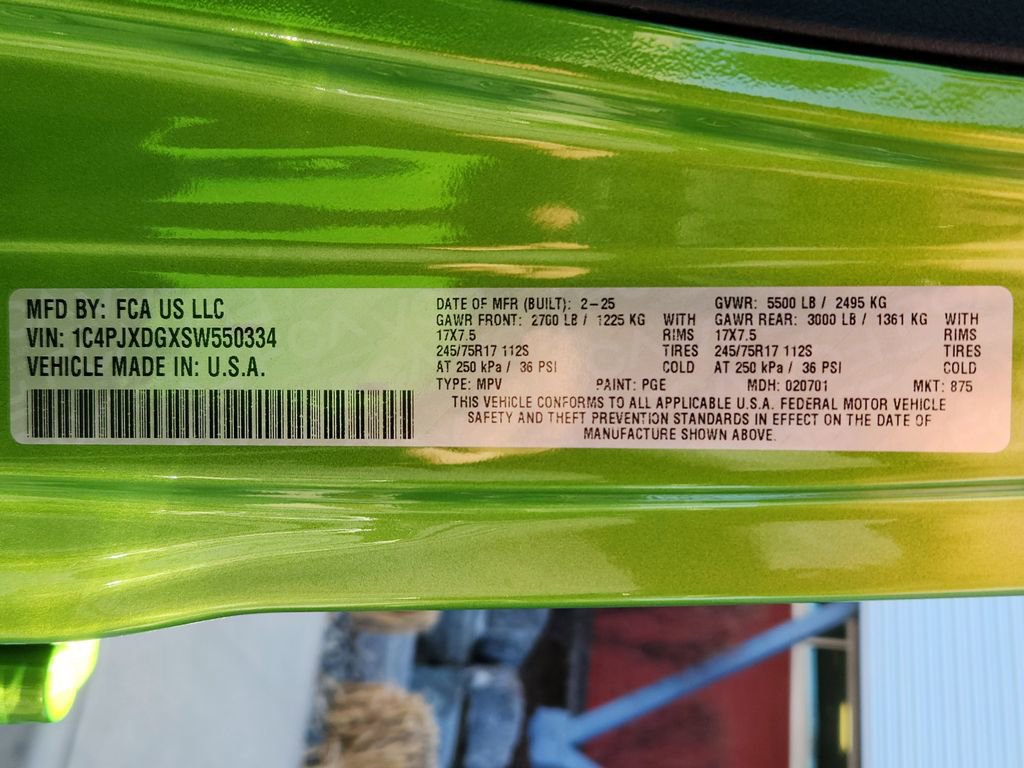 MFD BY: FCA US LLC
VIN: 1C4PJXDGXSW550334
VEHICLE MADE IN: U.S.A.
DATE OF MFR (BUILT): 2-25 GVWR: 5500 LB / 2495 KG
GAWR FRONT: 2700 LB / 1225 KG WITH GAWR REAR: 3000 LB / 1361 KG WITH
17X7.5 RIMS 17X7.5 RIMS
245/75R17 112S TIRES 245/75R17 112S TIRES
AT 250 kPa / 36 PSI COLD AT 250 kPa / 36 PSI COLD
TYPE: MPV PAINT: PGE MDH: 020701 MKT: 875
THIS VEHICLE CONFORMS TO ALL APPLICABLE U.S.A. FEDERAL MOTOR VEHICLE
SAFETY AND THEFT PREVENTION STANDARDS IN EFFECT ON THE DATE OF
MANUFACTURE SHOWN ABOVE.